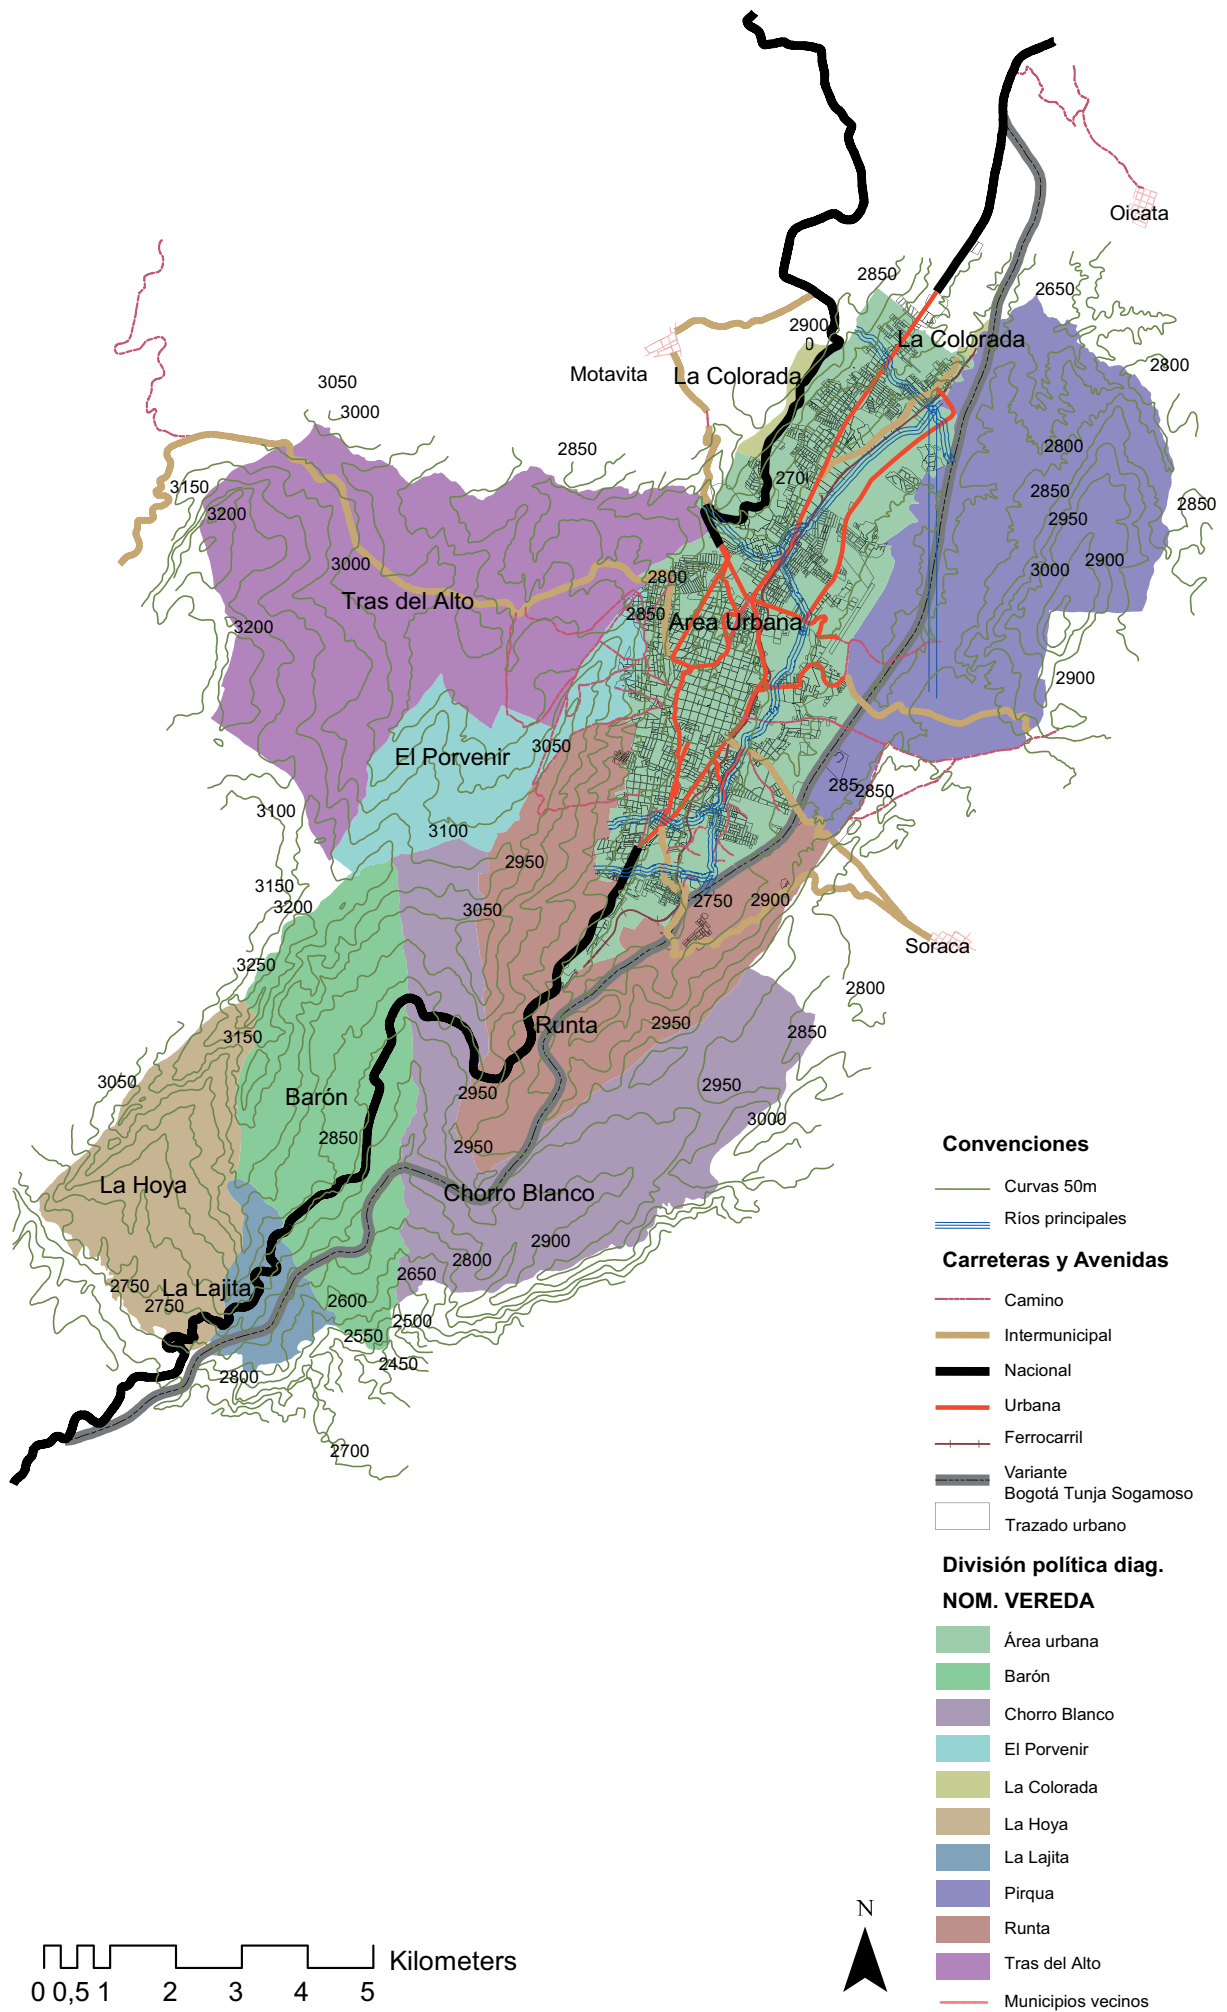 Oicata
2850
2650
2900
0
La Colorada
2800
Motavita
La Colorada
3050
3000
2850
2800
270
2850
3150
3200
2850
2950
3000
2900
3000
2800
Tras del Alto
2850
Area Urbana
3200
2900
3050
El Porvenir
285
2850
3100
3100
2950
3150
3200
3050
2750
2900
Soraca
3250
2800
Runta
2950
2850
3150
3050
Barón
2950
2950
3000
2850
2950
La Hoya
Chorro Blanco
2900
2800
2650
La Lajita
2750
2750
2600
2500
2550
2450
2800
2700
Convenciones
Curvas 50m
Ríos principales
Carreteras y Avenidas
Camino
Intermunicipal
Nacional
Urbana
Ferrocarril
Variante
Bogotá Tunja Sogamoso
Trazado urbano
División política diag.
NOM. VEREDA
Área urbana
Barón
Chorro Blanco
El Porvenir
La Colorada
La Hoya
La Lajita
Pirqua
Runta
Tras del Alto
Municipios vecinos
N
Kilometers
0 0,5 1 2 3 4 5